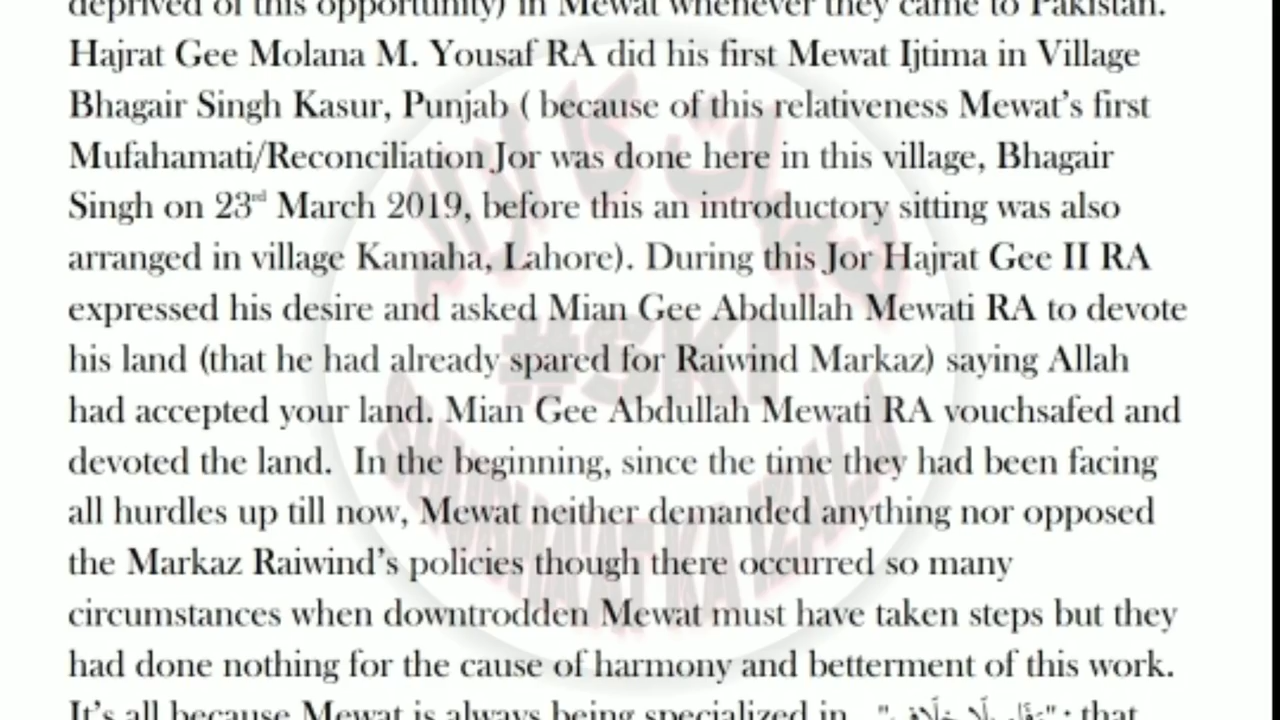 deprived of this opportunity) in Mewat whenever they came to Pakistan.
Hajrat Gee Molana M. Yousaf RA did his first Mewat Ijtima in Village
Bhagair Singh Kasur, Punjab ( because of this relativeness Mewat's first
Mufahamati/Reconciliation Jor was done here in this village, Bhagair
Singh on 23rd March 2019, before this an introductory sitting was also
arranged in village Kamaha, Lahore). During this Jor Hajrat Gee II RA
expressed his desire and asked Mian Gee Abdullah Mewati RA to devote
his land (that he had already spared for Raiwind Markaz) saying Allah
had accepted your land. Mian Gee Abdullah Mewati RA vouchsafed and
devoted the land.  In the beginning, since the time they had been facing
all hurdles up till now, Mewat neither demanded anything nor opposed
the Markaz Raiwind's policies though there occurred so many
circumstances when downtrodden Mewat must have taken steps but they
had done nothing for the cause of harmony and betterment of this work.
It's all because Mewat is always being specialized in : that
#SKI
SHUBHAAT KA IZALA